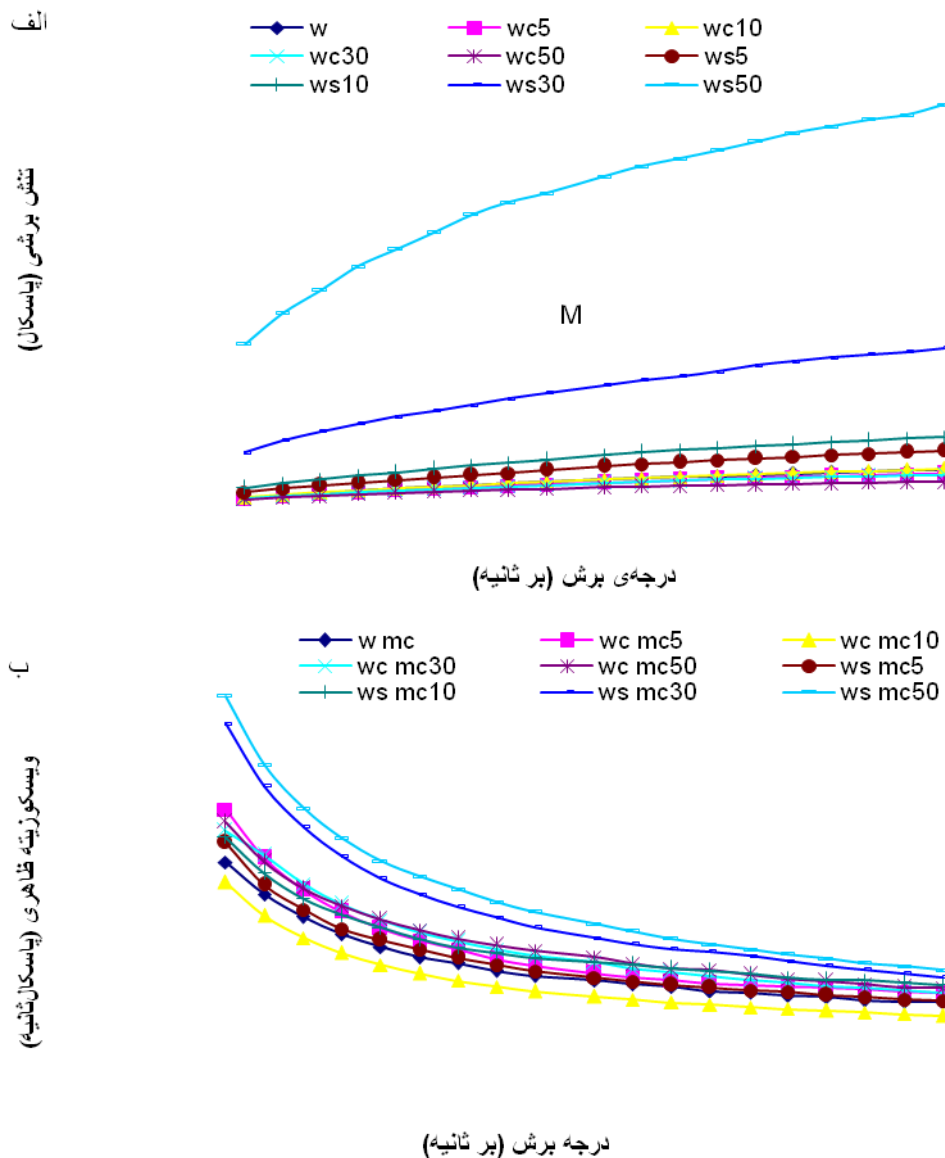 الف
w wc5 wc10
wc30 wc50 ws5
ws10 ws30 ws50
تنش برشی (پاسکال)
M
درجه‌ی برش (بر ثانیه)
w mc wc mc5 wc mc10
wc mc30 wc mc50 ws mc5
ws mc10 ws mc30 ws mc50
ویسکوزیته ظاهری (پاسکال‌ثانیه)
درجه برش (بر ثانیه)